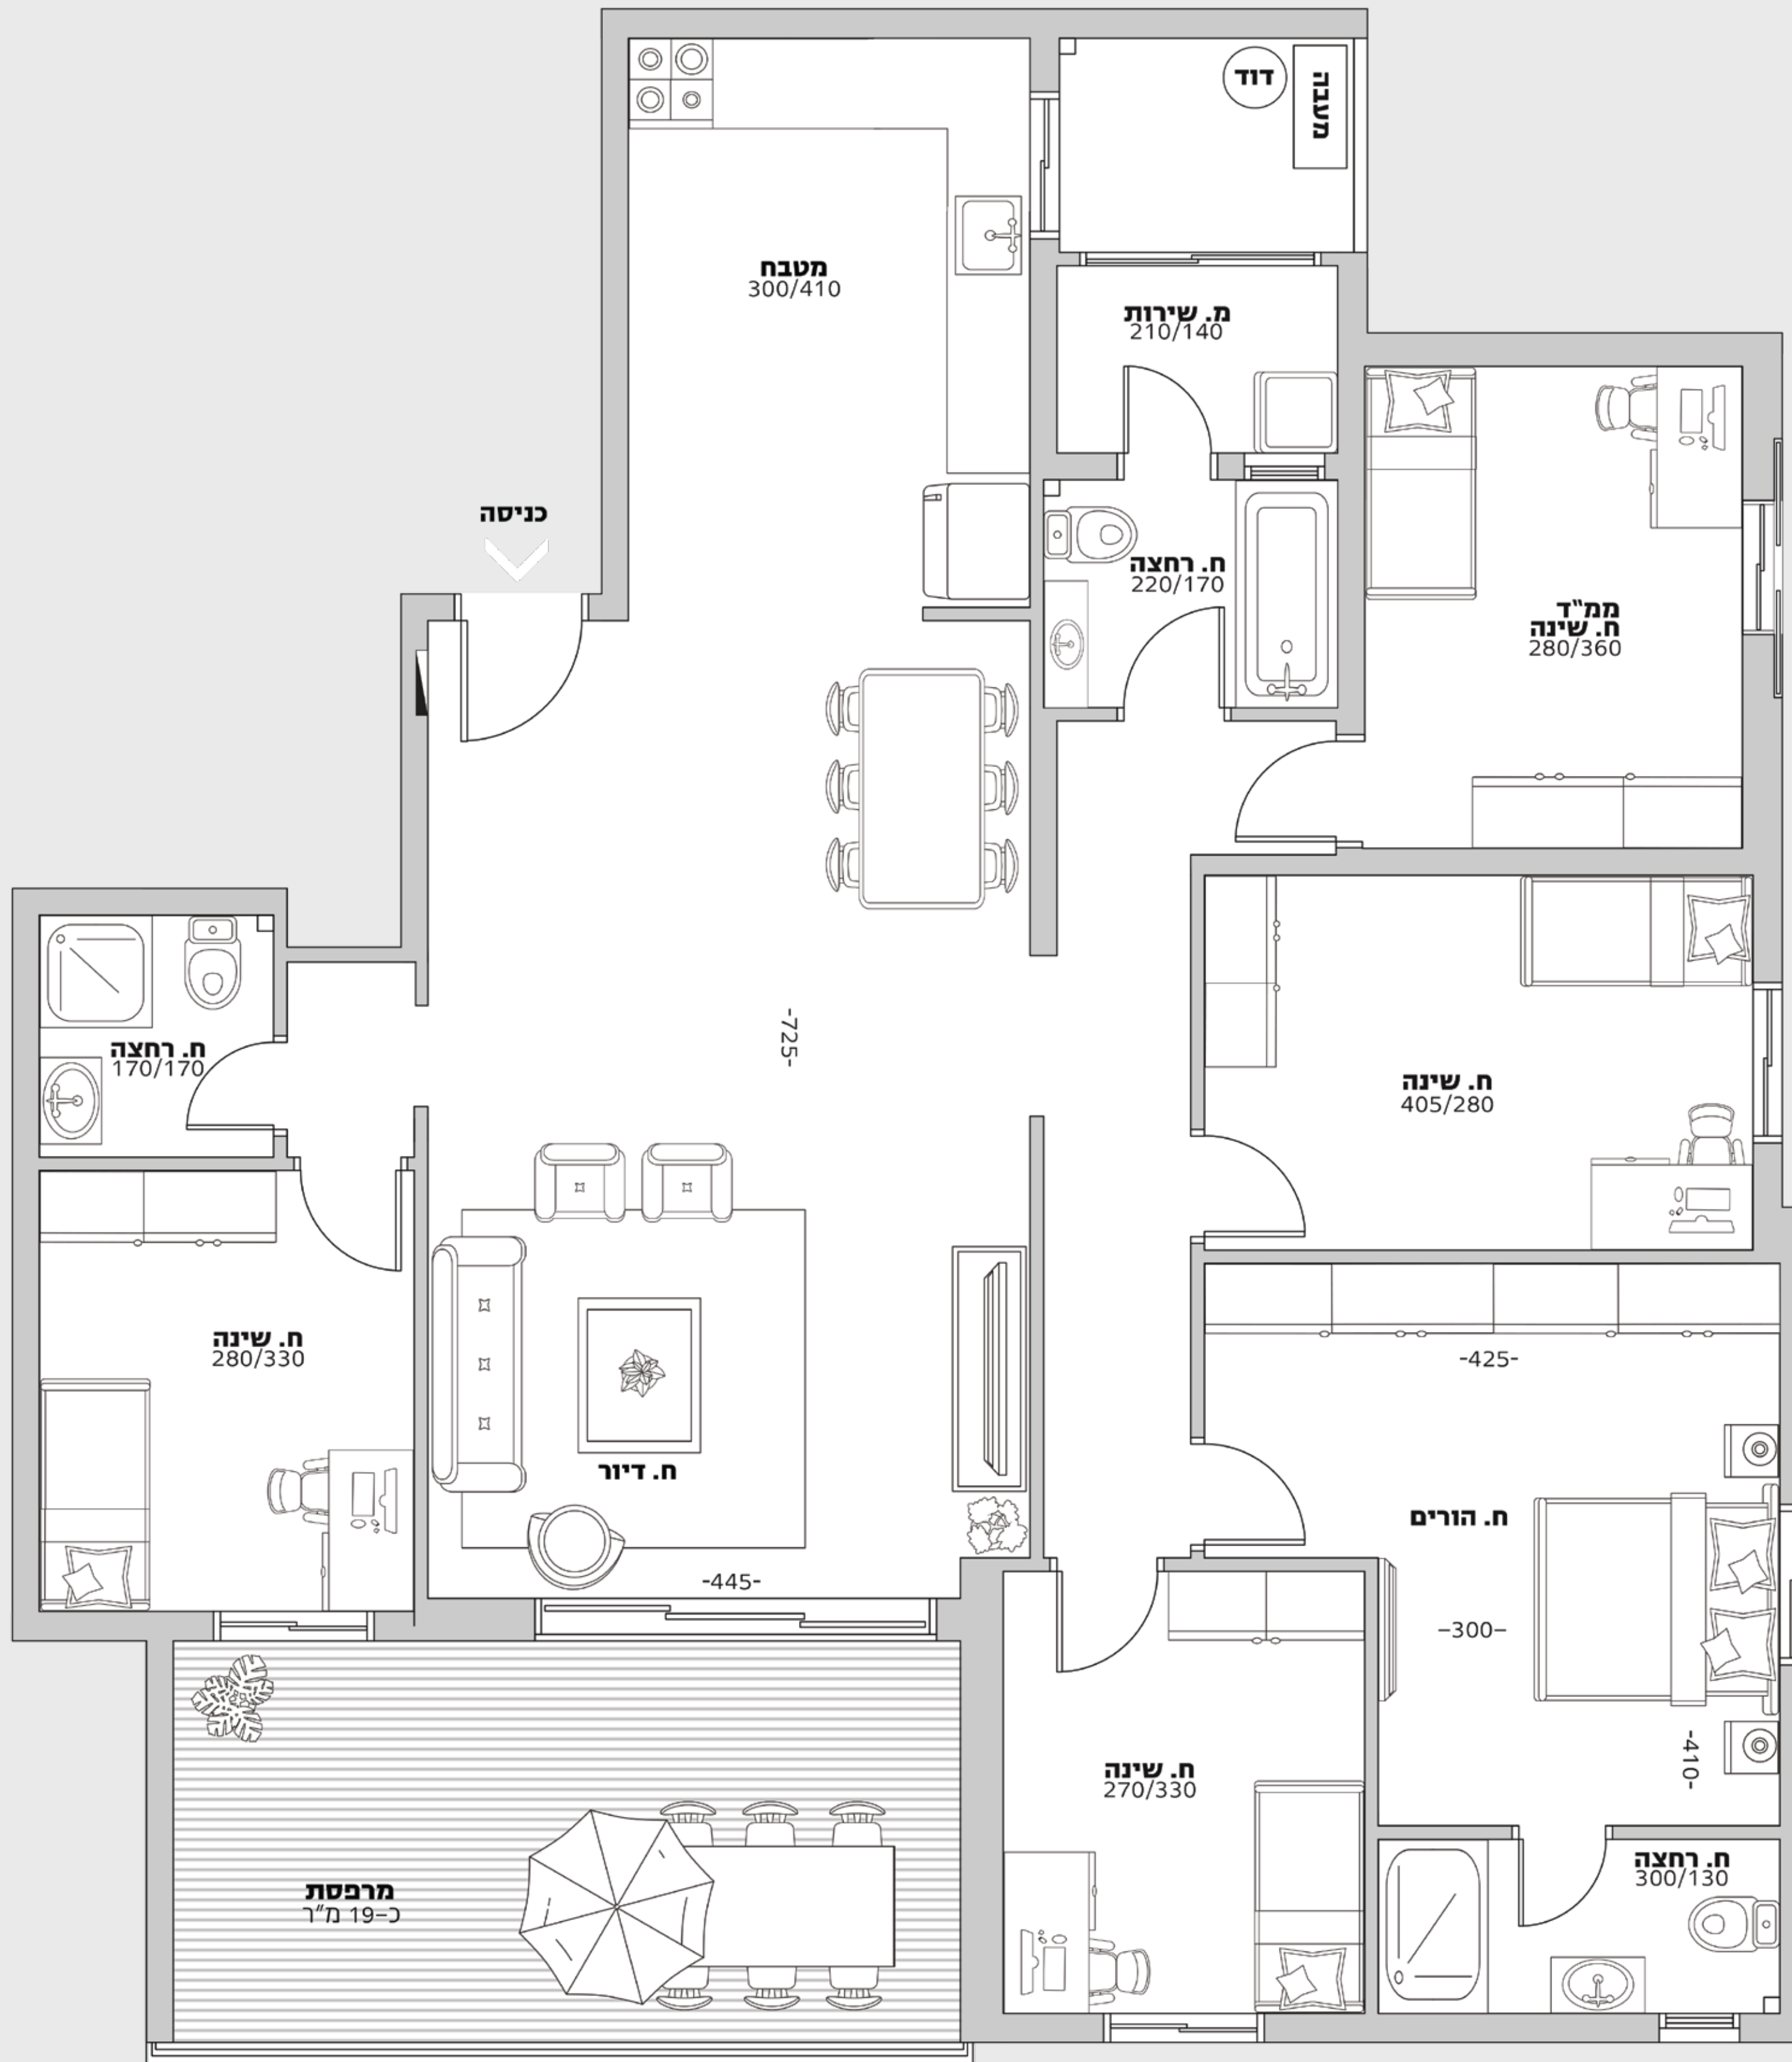 דוד
מעבה
מטבח
300/410
מ. שירות
210/140
כניסה
ח. רחצה
220/170
ממ"ד
ח. שינה
280/360
-725-
ח. רחצה
170/170
ח. שינה
405/280
ח. שינה
280/330
-425-
ח. דיור
ח. הורים
-445-
-300-
-410-
ח. שינה
270/330
ח. רחצה
300/130
מרפסת
כ-19 מ"ר